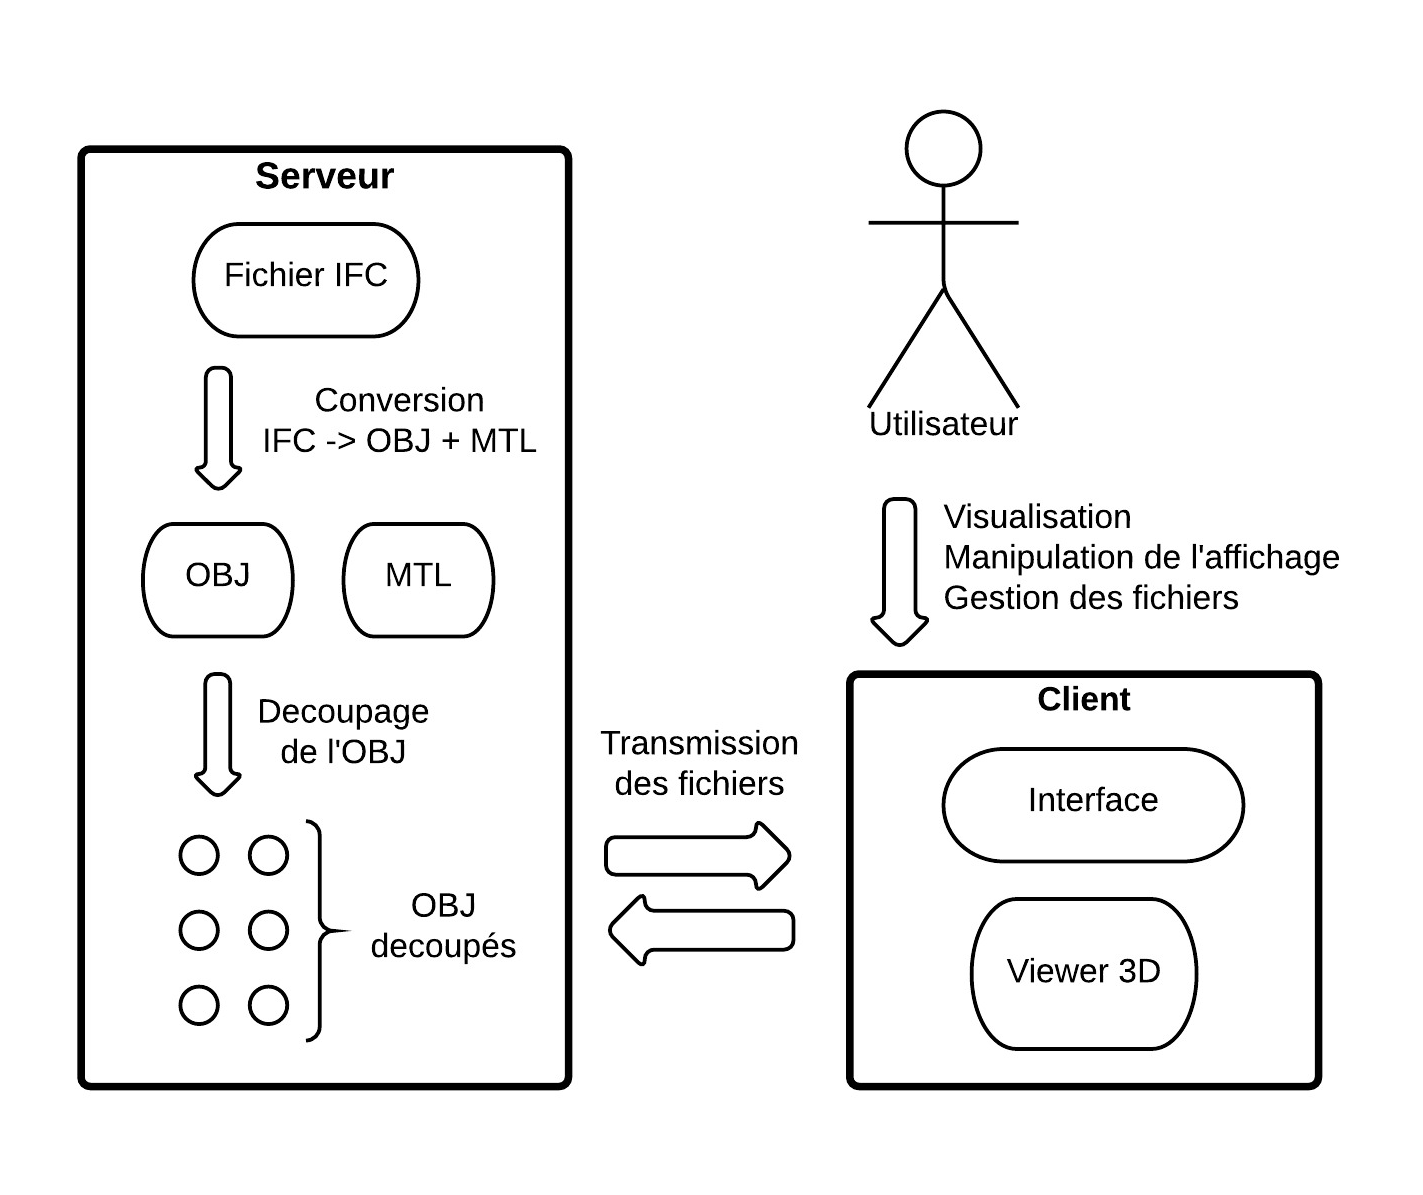 Serveur
Fichier IFC
Conversion
IFC -> OBJ + MTL
OBJ
MTL
Decoupage
de l'OBJ
OBJ
decoupés
Transmission
des fichiers
Utilisateur
Visualisation
Manipulation de l'affichage
Gestion des fichiers
Client
Interface
Viewer 3D